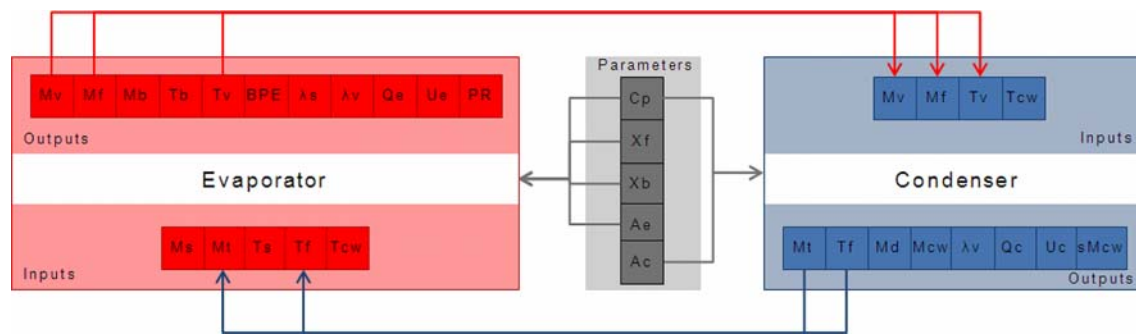 Parameters
Mv Mf Mb Tb Tv BPE λs λv Qe Ue PR
Outputs
Evaporator
Ms Mt Ts Tf Tcw
Inputs
Cp
Xf
Xb
Ae
Ac
Mv Mf Tv Tcw
Inputs
Condenser
Mt Tf Md Mcw λv Qc Uc sMcw
Outputs